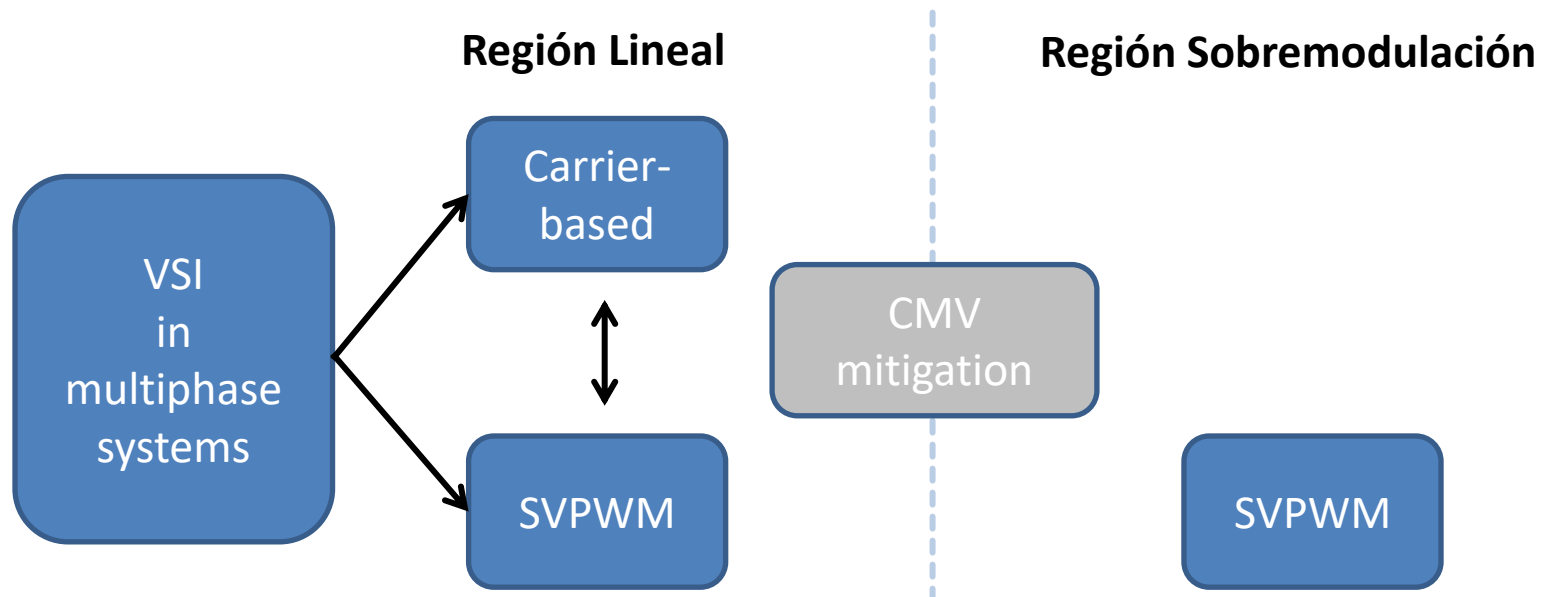 Región Lineal
Región Sobremodulación
VSI
in
multiphase
systems
Carrier-
based
CMV
mitigation
SVPWM
SVPWM